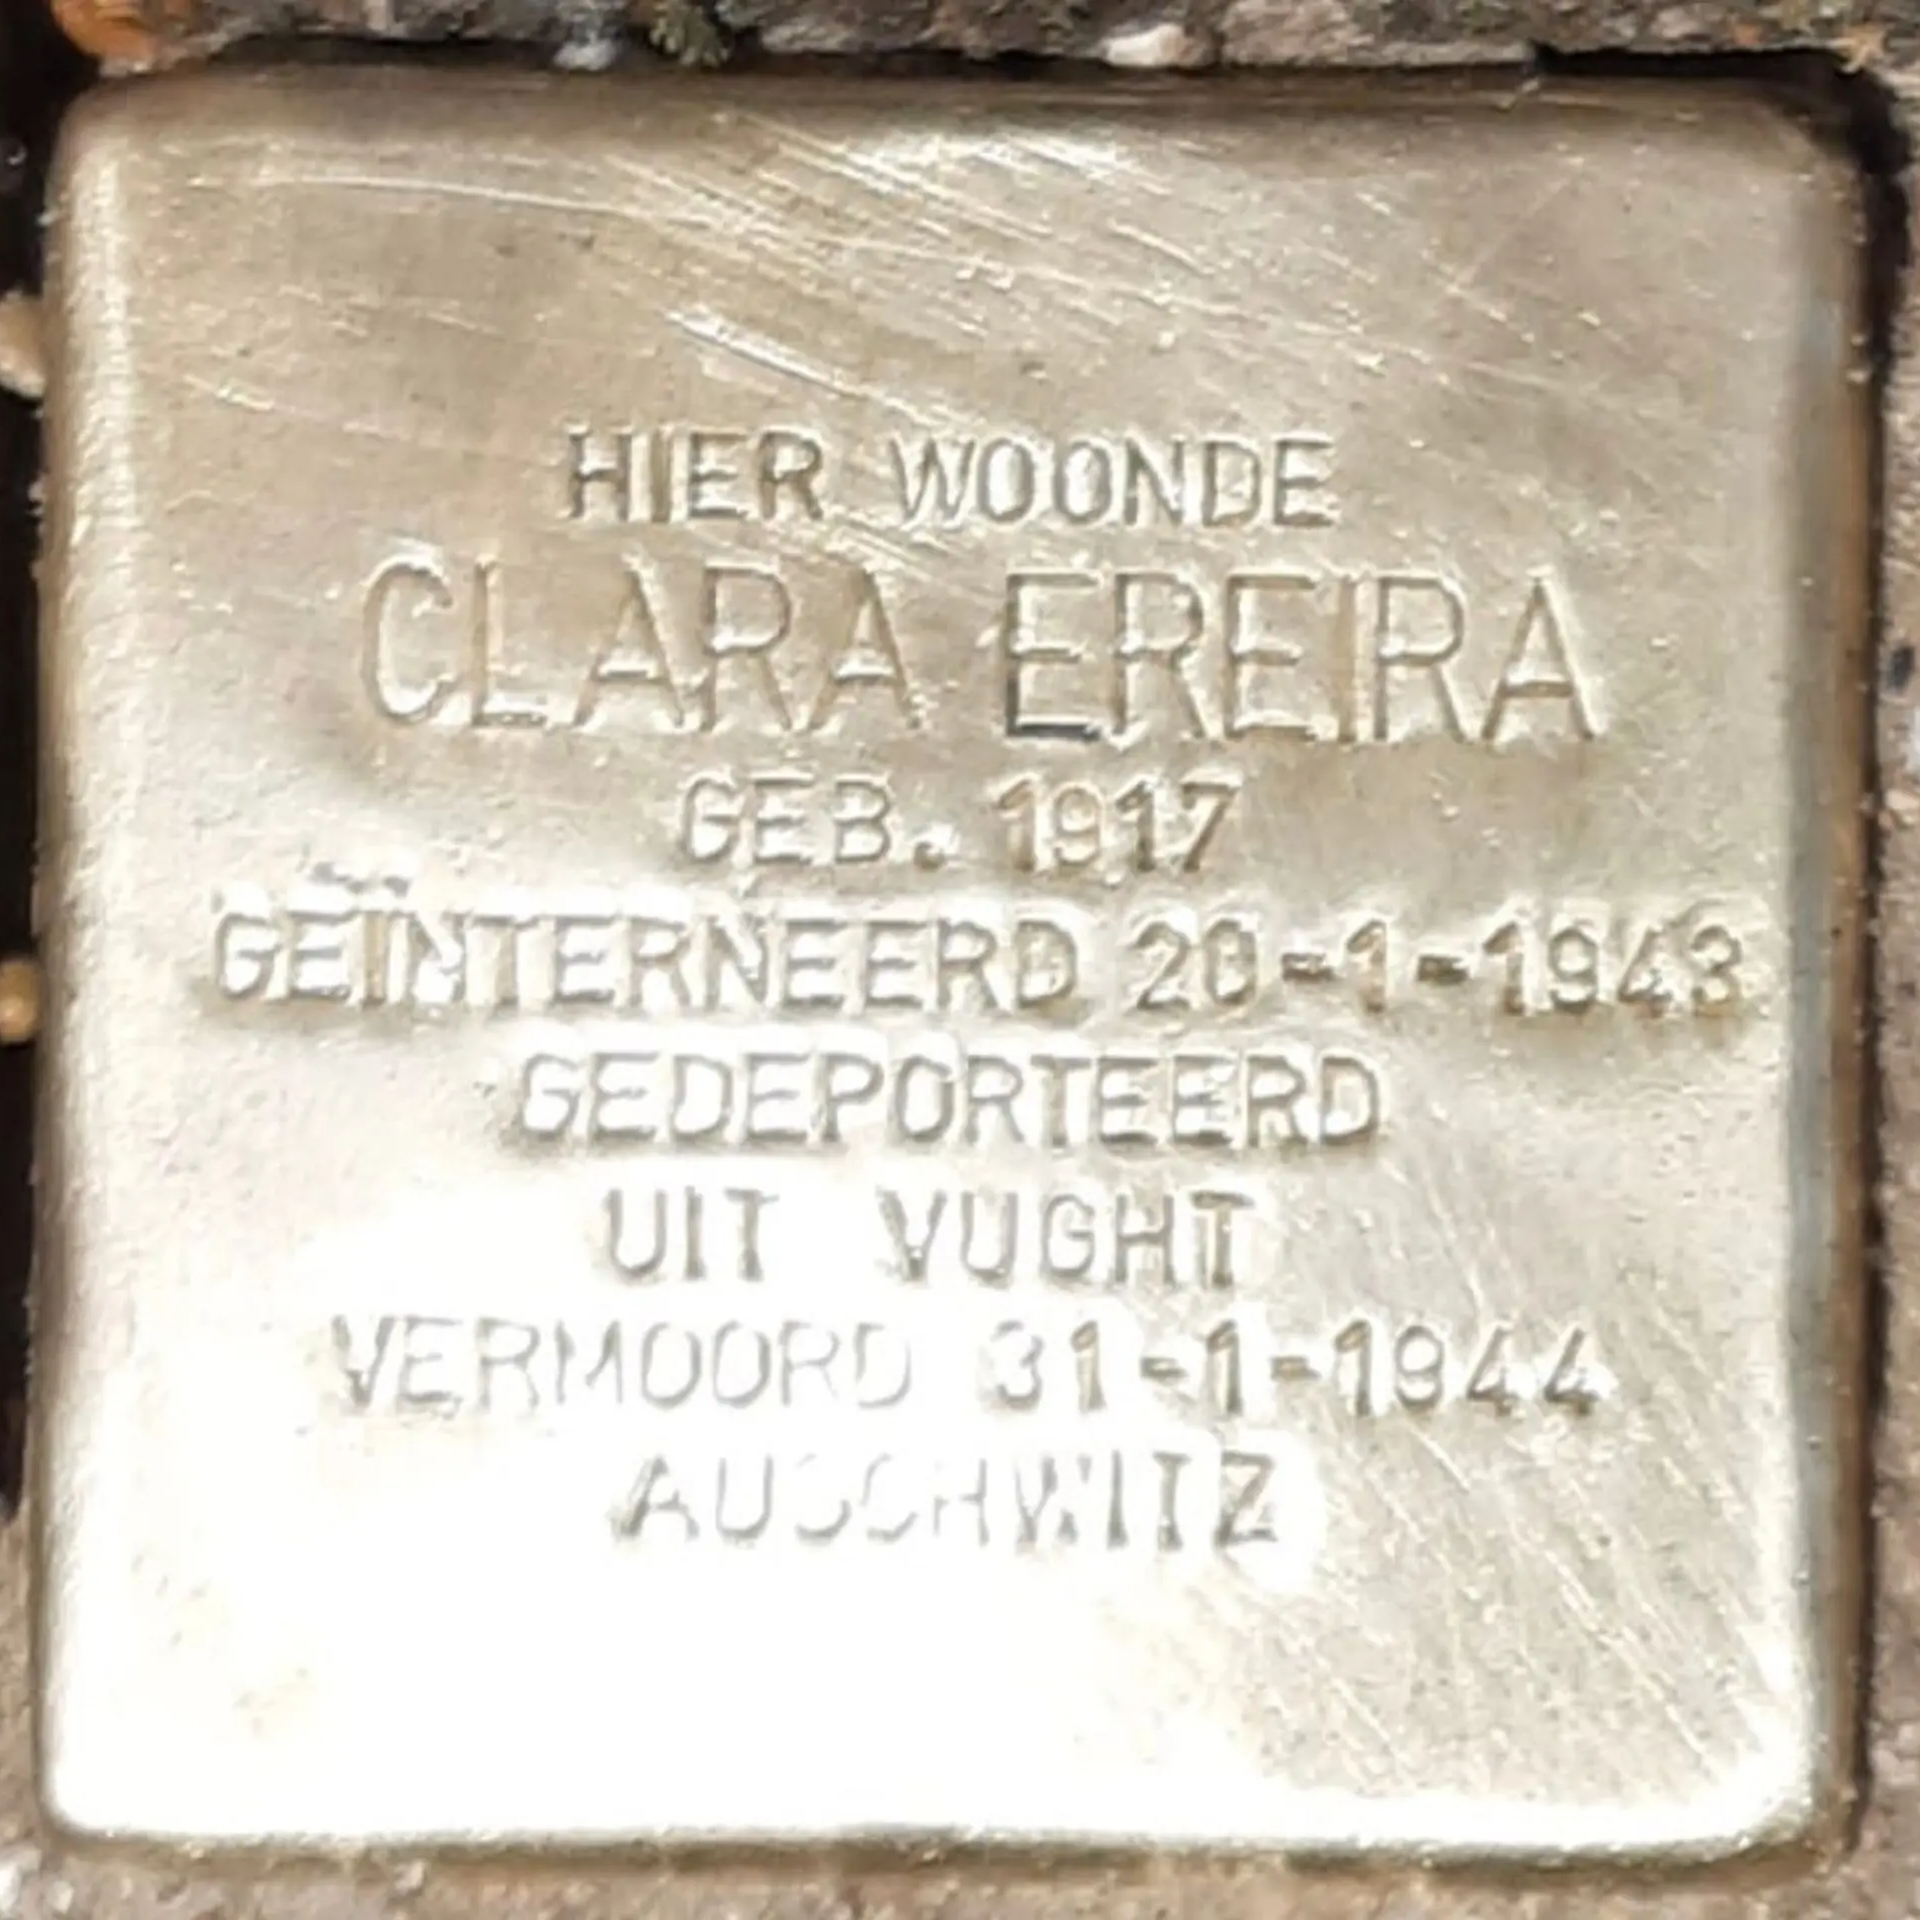 HIER WOONDE
CLARA EREIRA
GEB. 1917
GEÏNTERNEERD 20-1-1943
GEDEPORTEERD
UIT VUGHT
VERMOORD 31-1-1944
AUSCHWITZ